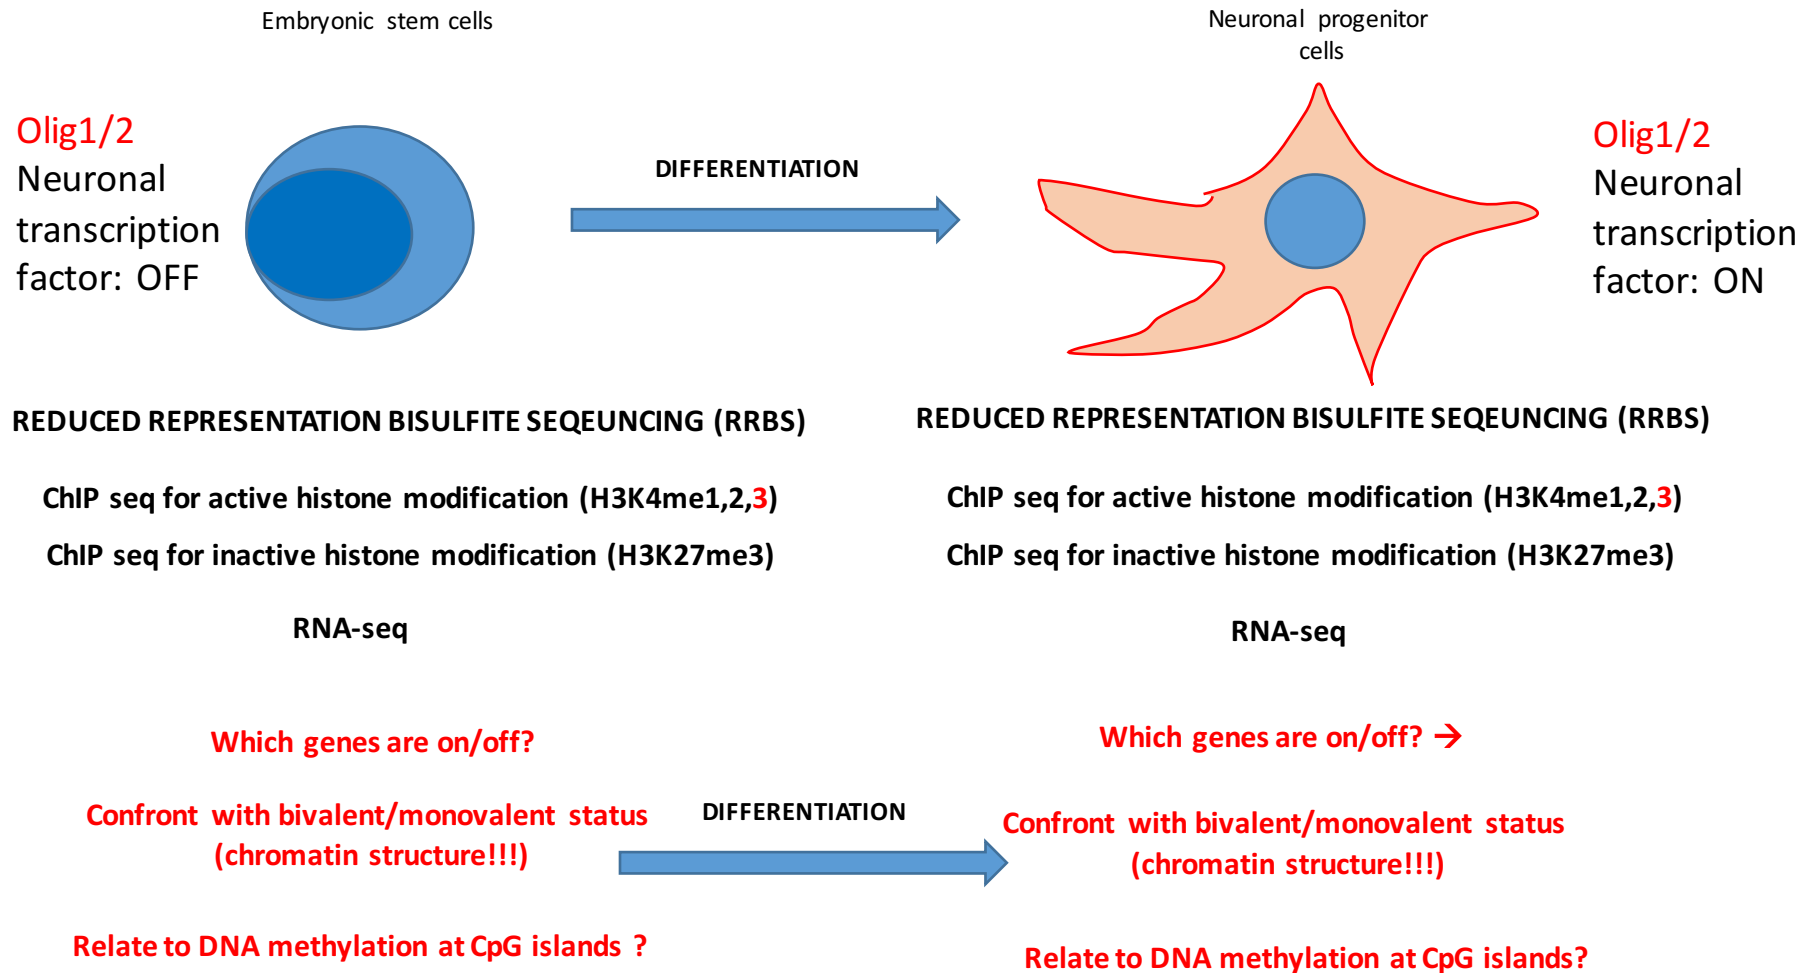 Embryonic stem cells
Neuronal progenitor
cells
Olig1/2
Neuronal
transcription
factor: OFF
DIFFERENTIATION
Olig1/2
Neuronal
transcription
factor: ON
REDUCED REPRESENTATION BISULFITE SEQEUNCING (RRBS)
ChIP seq for active histone modification (H3K4me1,2,3)
ChIP seq for inactive histone modification (H3K27me3)
RNA-seq
REDUCED REPRESENTATION BISULFITE SEQEUNCING (RRBS)
ChIP seq for active histone modification (H3K4me1,2,3)
ChIP seq for inactive histone modification (H3K27me3)
RNA-seq
Which genes are on/off?
Confront with bivalent/monovalent status
(chromatin structure!!!)
Relate to DNA methylation at CpG islands ?
DIFFERENTIATION
Which genes are on/off? →
Confront with bivalent/monovalent status
(chromatin structure!!!)
Relate to DNA methylation at CpG islands?